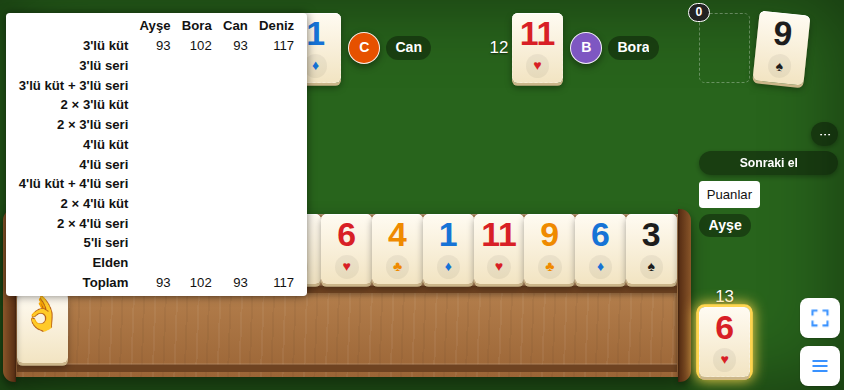 Ayşe Bora Can Deniz
3'lü küt 93 102 93 117
3'lü seri
3'lü küt + 3'lü seri
2 × 3'lü küt
2 × 3'lü seri
4'lü küt
4'lü seri
4'lü küt + 4'lü seri
2 × 4'lü küt
2 × 4'lü seri
5'li seri
Elden
Toplam 93 102 93 117
1
C Can
12
11
B Bora
0
9
...
Sonraki el
Puanlar
Ayşe
6 4 1 11 9 6 3
13
6